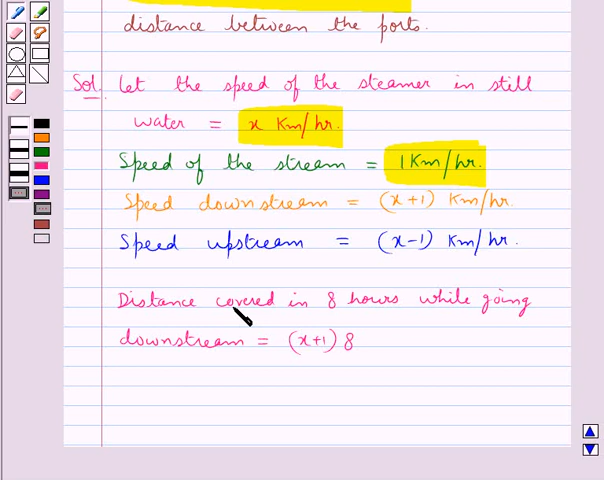 distance between the ports.
Sol. Let the speed of the steamer in still
water = x Km/hr.
Speed of the stream = 1 Km/hr.
Speed downstream = (x+1) Km/hr.
Speed upstream = (x-1) Km/hr.
Distance covered in 8 hours while going
downstream = (x+1) 8